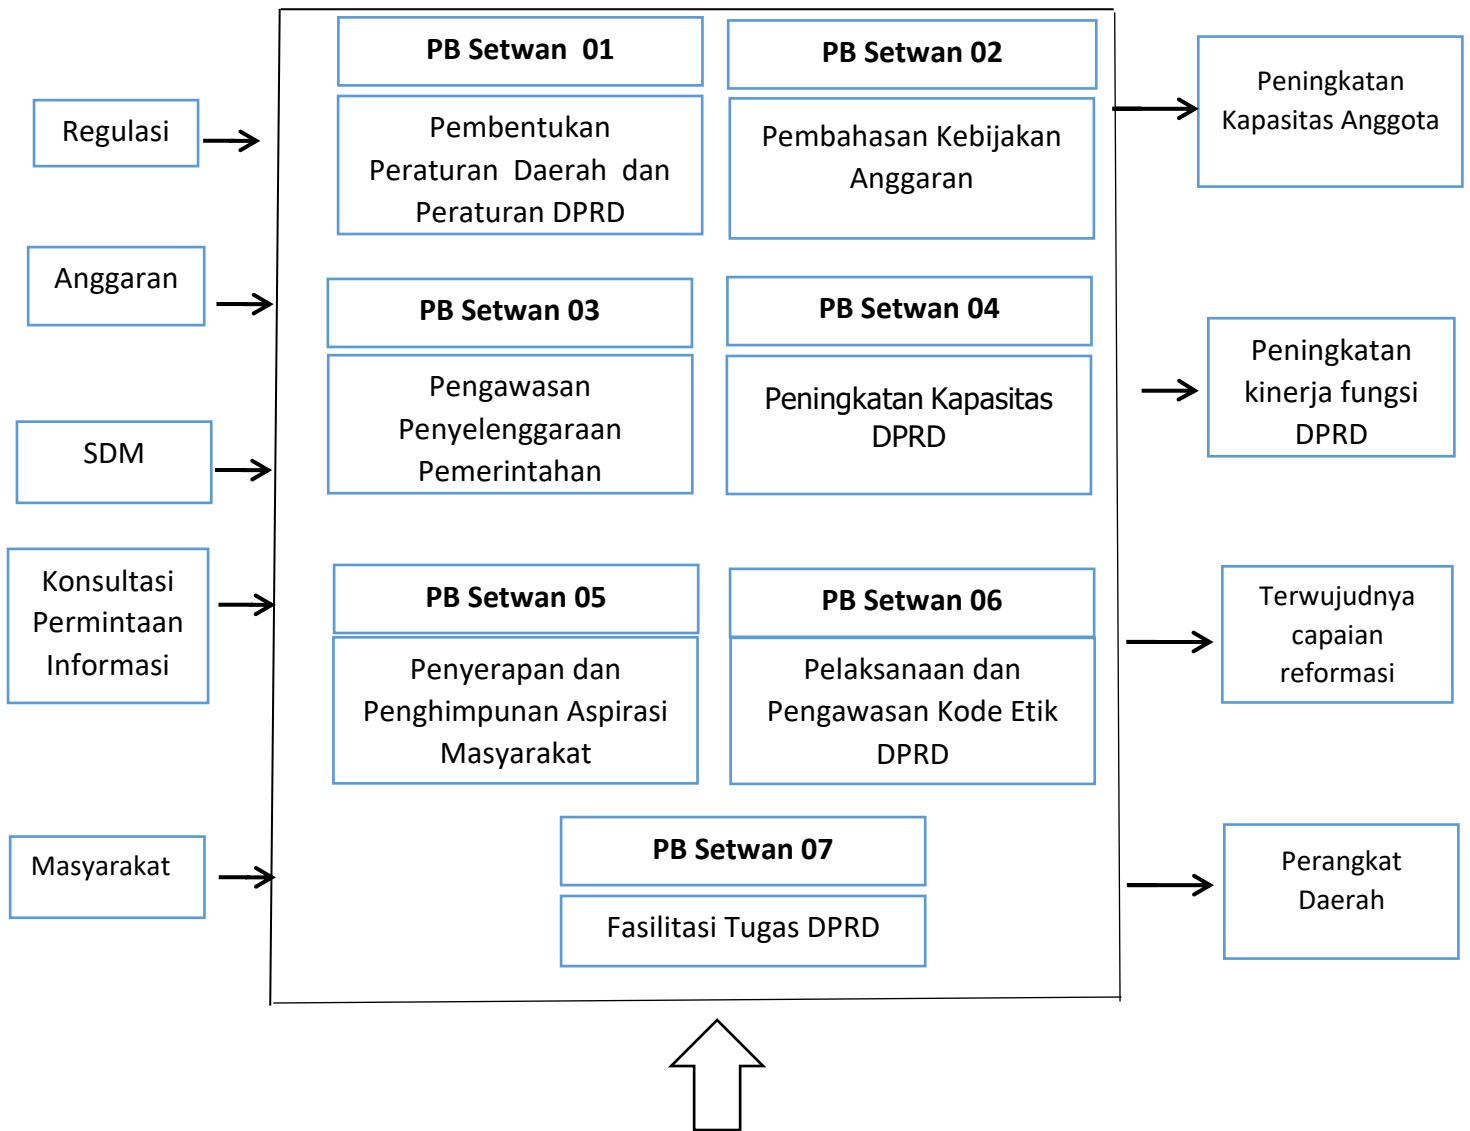 Regulasi
Anggaran
SDM
Konsultasi
Permintaan
Informasi
Masyarakat
PB Setwan  01
Pembentukan
Peraturan  Daerah  dan
Peraturan DPRD
PB Setwan 02
Pembahasan Kebijakan
Anggaran
PB Setwan 03
Pengawasan
Penyelenggaraan
Pemerintahan
PB Setwan 04
Peningkatan Kapasitas
DPRD
PB Setwan 05
Penyerapan dan
Penghimpunan Aspirasi
Masyarakat
PB Setwan 06
Pelaksanaan dan
Pengawasan Kode Etik
DPRD
PB Setwan 07
Fasilitasi Tugas DPRD
Peningkatan
Kapasitas Anggota
Peningkatan
kinerja fungsi
DPRD
Terwujudnya
capaian
reformasi
Perangkat
Daerah